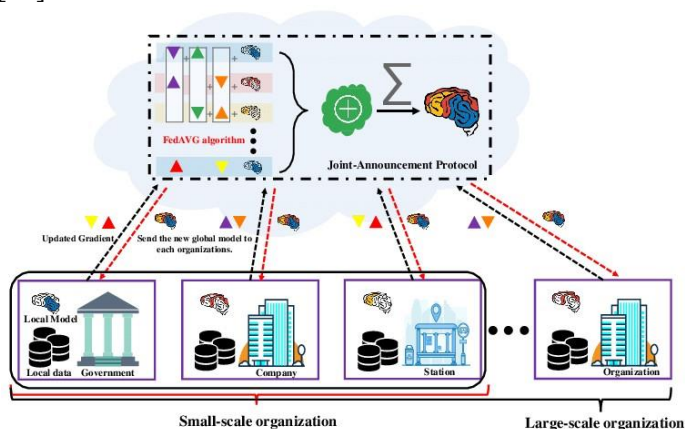 FedAVG algorithm
Joint-Announcement Protocol
Updated Gradient
Send the new global model to
each organizations.
Local Model
Local data
Government
Company
Station
Organization
Small-scale organization
Large-scale organization